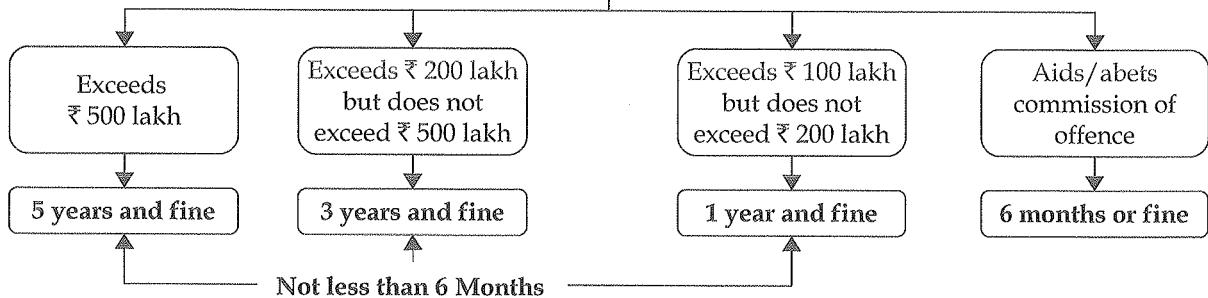 Exceeds
₹ 500 lakh
Exceeds ₹ 200 lakh
but does not
exceed ₹ 500 lakh
Exceeds ₹ 100 lakh
but does not
exceed ₹ 200 lakh
Aids/abets
commission of
offence
5 years and fine
3 years and fine
1 year and fine
6 months or fine
Not less than 6 Months